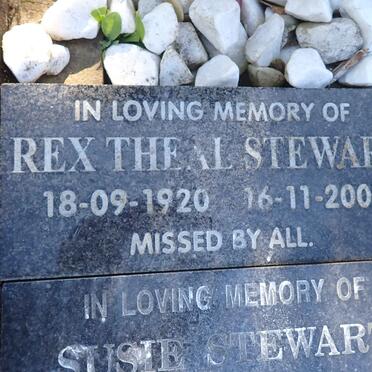 IN LOVING MEMORY OF
REX THEAL STEWAR
18-09-1920 16-11-200
MISSED BY ALL.
IN LOVING MEMORY OF
SUSIE STEWART